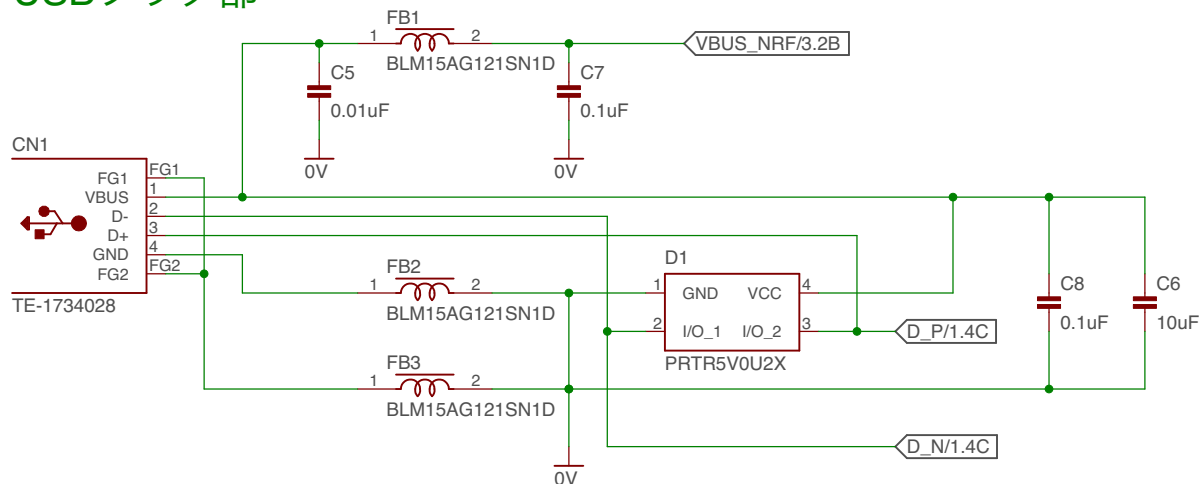 FB1
1 2
BLM15AG121SN1D
VBUS_NRF/3.2B
C5
0.01uF
C7
0.1uF
0V
0V
CN1
FG1 FG1
VBUS 1
D- 2
D+ 3
GND 4
FG2 FG2
TE-1734028
FB2
1 2
BLM15AG121SN1D
D1
1 GND VCC 4
2 I/O_1 I/O_2 3
PRTR5V0U2X
D_P/1.4C
C8
0.1uF
C6
10uF
FB3
1 2
BLM15AG121SN1D
D_N/1.4C
0V